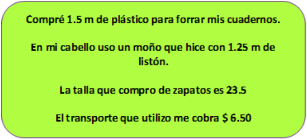 Compré 1.5 m de plástico para forrar mis cuadernos.
En mi cabello uso un moño que hice con 1.25 m de
listón.
La talla que compro de zapatos es 23.5
El transporte que utilizo me cobra $ 6.50